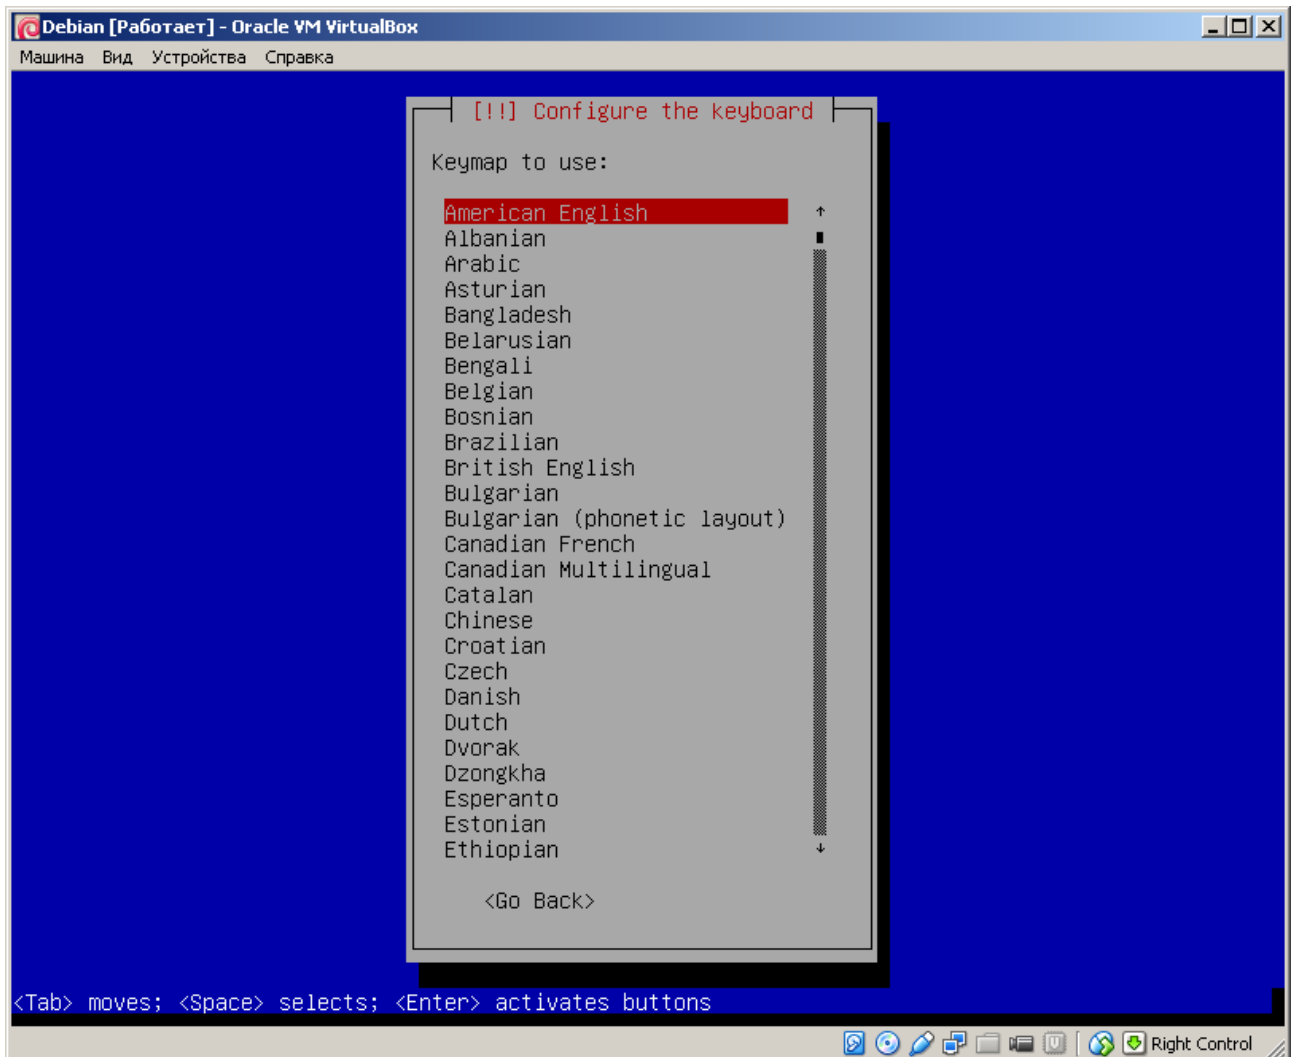 Debian [Работает] - Oracle VM VirtualBox
Машина Вид Устройства Справка
[!!] Configure the keyboard
Keymap to use:
American English
Albanian
Arabic
Asturian
Bangladesh
Belarusian
Bengali
Belgian
Bosnian
Brazilian
British English
Bulgarian
Bulgarian (phonetic layout)
Canadian French
Canadian Multilingual
Catalan
Chinese
Croatian
Czech
Danish
Dutch
Dvorak
Dzongkha
Esperanto
Estonian
Ethiopian
<Go Back>
<Tab> moves; <Space> selects; <Enter> activates buttons
Right Control